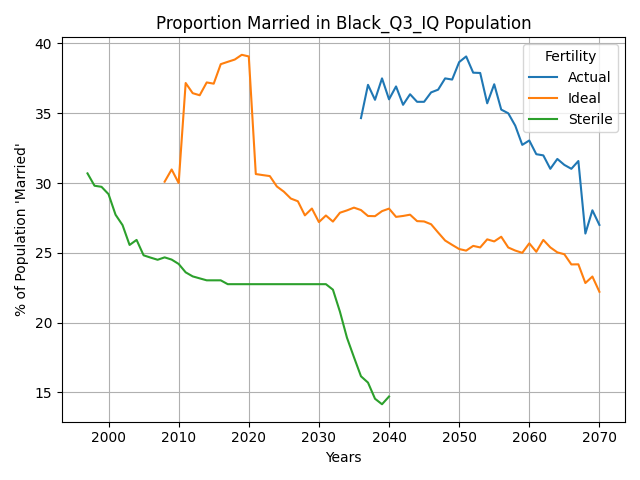 Proportion Married in Black_Q3_IQ Population
% of Population 'Married'
40
35
30
25
20
15
Fertility
Actual
Ideal
Sterile
2000 2010 2020 2030 2040 2050 2060 2070
Years